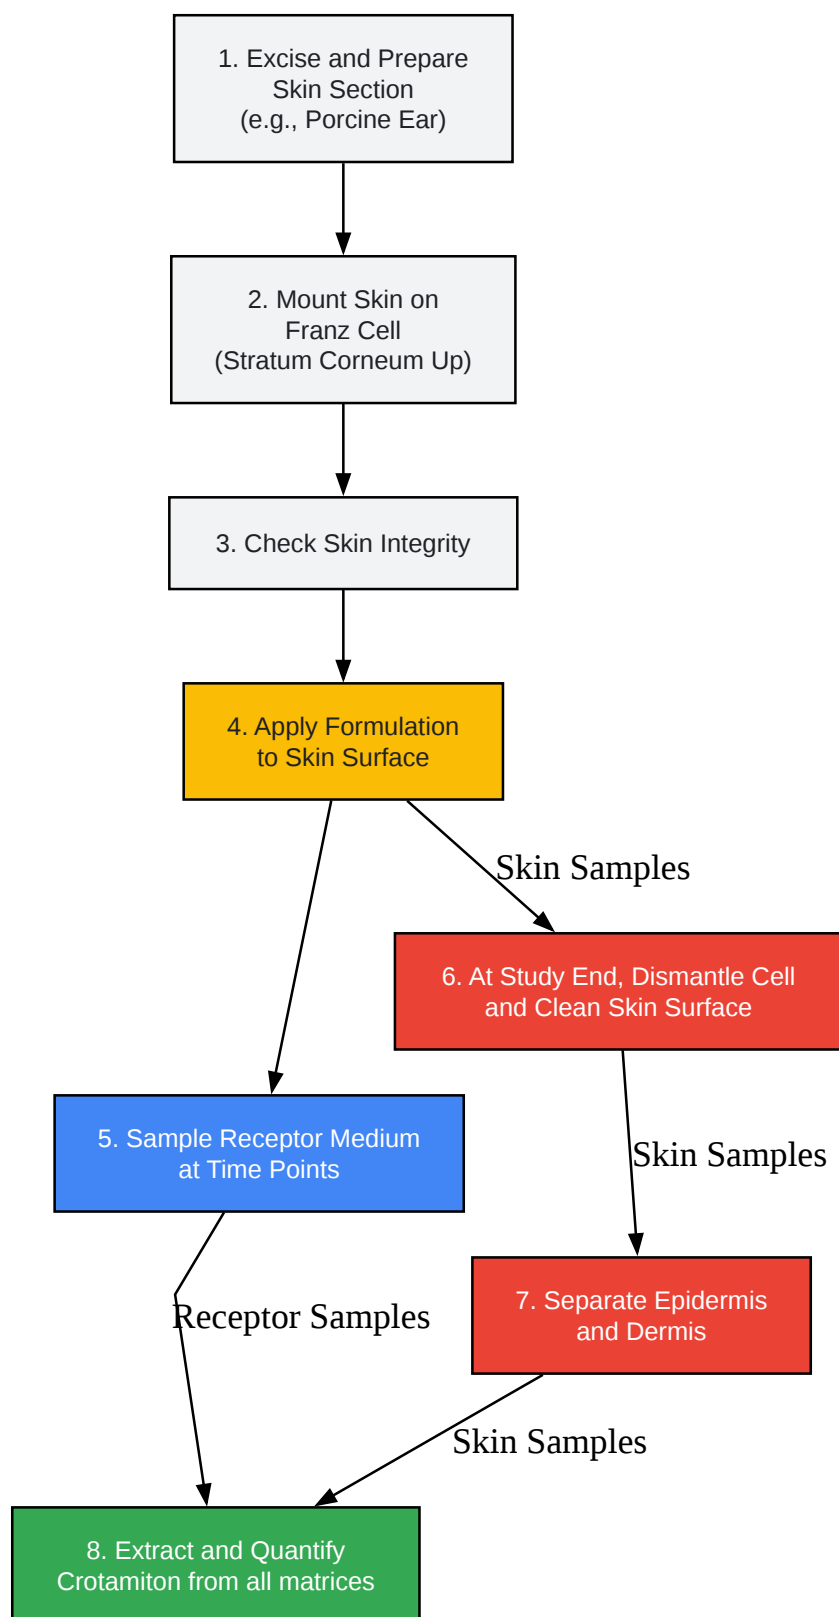 1. Excise and Prepare
Skin Section
(e.g., Porcine Ear)
2. Mount Skin on
Franz Cell
(Stratum Corneum Up)
3. Check Skin Integrity
4. Apply Formulation
to Skin Surface
Skin Samples
6. At Study End, Dismantle Cell
and Clean Skin Surface
5. Sample Receptor Medium
at Time Points
Skin Samples
Receptor Samples
7. Separate Epidermis
and Dermis
Skin Samples
8. Extract and Quantify
Crotamiton from all matrices